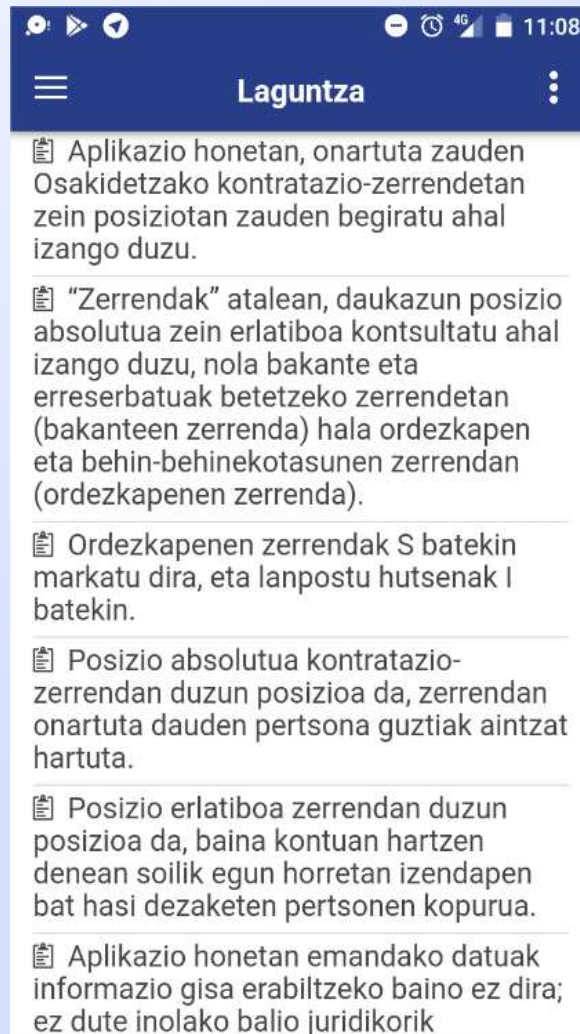 4G 11:08
Laguntza
Aplikazio honetan, onartuta zauden
Osakidetzako kontratazio-zerrendetan
zein posiziotan zauden begiratu ahal
izango duzu.
“Zerrendak” atalean, daukazun posizio
absolutua zein erlatiboa kontsultatu ahal
izango duzu, nola bakante eta
erreserbatuak betetzeko zerrendetan
(bakanteen zerrenda) hala ordezkapen
eta behin-behinekotasunen zerrendan
(ordezkapenen zerrenda).
Ordezkapenen zerrendak S batekin
markatu dira, eta lanpostu hutsenak I
batekin.
Posizio absolutua kontratazio-
zerrendan duzun posizioa da, zerrendan
onartuta dauden pertsona guztiak aintzat
hartuta.
Posizio erlatiboa zerrendan duzun
posizioa da, baina kontuan hartzen
denean soilik egun horretan izendapen
bat hasi dezaketen pertsonen kopurua.
Aplikazio honetan emandako datuak
informazio gisa erabiltzeko baino ez dira;
ez dute inolako balio juridikorik